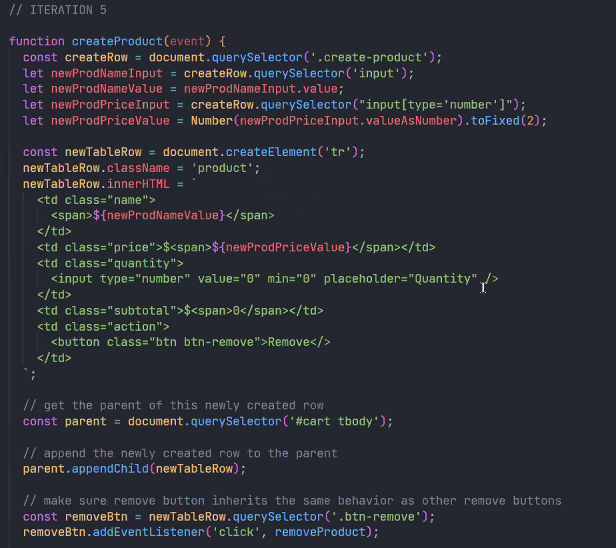 // ITERATION 5
function createProduct(event) {
const createRow = document.querySelector('.create-product');
let newProdNameInput = createRow.querySelector('input');
let newProdNameValue = newProdNameInput.value;
let newProdPriceInput = createRow.querySelector("input[type='number']");
let newProdPriceValue = Number(newProdPriceInput.valueAsNumber).toFixed(2);
const newTableRow = document.createElement('tr');
newTableRow.className = 'product';
newTableRow.innerHTML = `
<td class="name">
<span>${newProdNameValue}</span>
</td>
<td class="price">$<span>${newProdPriceValue}</span></td>
<td class="quantity">
<input type="number" value="0" min="0" placeholder="Quantity" />
</td>
<td class="subtotal">$<span>0</span></td>
<td class="action">
<button class="btn btn-remove">Remove</>
</td>
`;
// get the parent of this newly created row
const parent = document.querySelector('#cart tbody');
// append the newly created row to the parent
parent.appendChild(newTableRow);
// make sure remove button inherits the same behavior as other remove buttons
const removeBtn = newTableRow.querySelector('.btn-remove');
removeBtn.addEventListener('click', removeProduct);